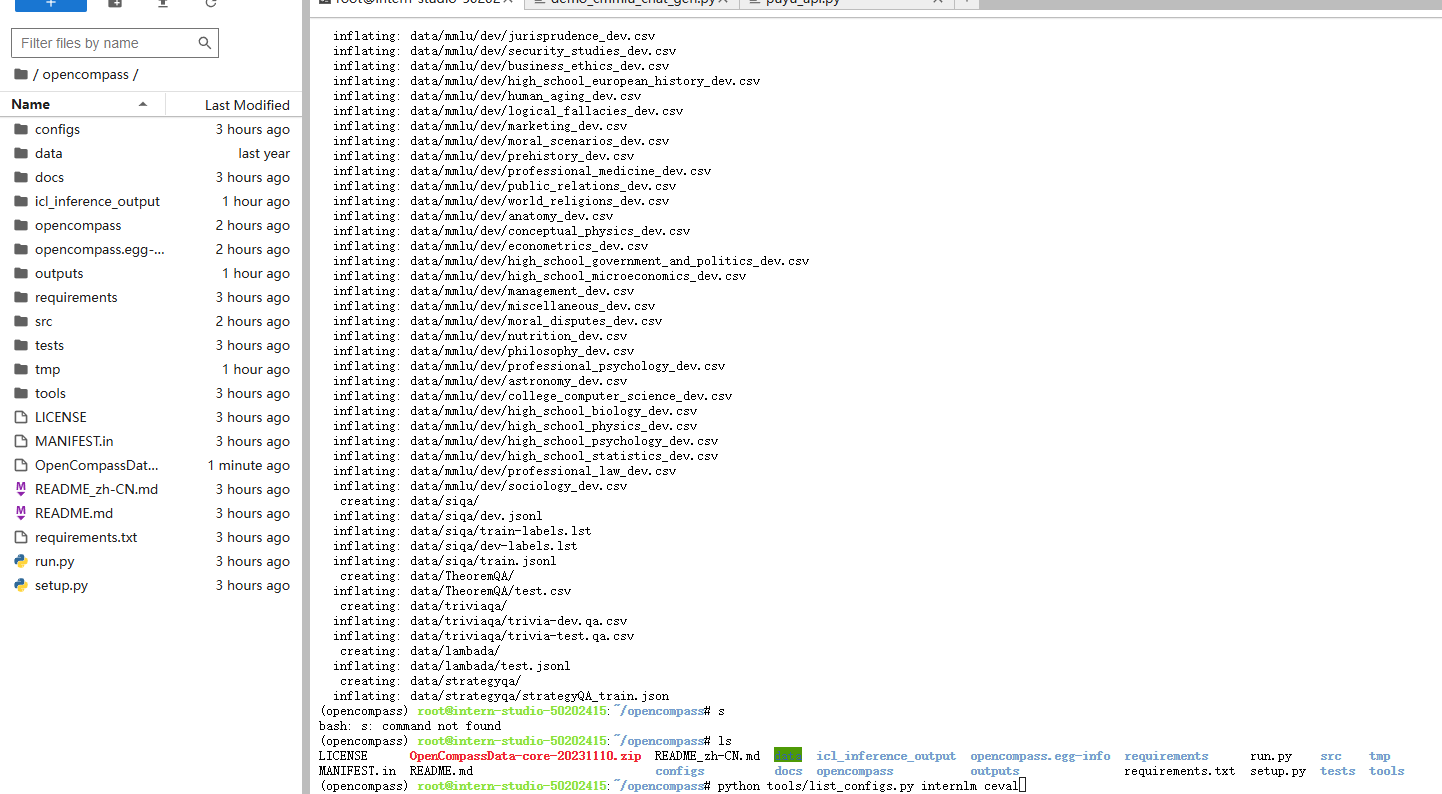 root@intern-studio-50202
demo_cmmlu_chat_gen.py
puyu_api.py
Filter files by name
/ opencompass /
Name Last Modified
configs 3 hours ago
data last year
docs 3 hours ago
icl_inference_output 1 hour ago
opencompass 2 hours ago
opencompass.egg-... 2 hours ago
outputs 1 hour ago
requirements 3 hours ago
src 2 hours ago
tests 3 hours ago
tmp 1 hour ago
tools 3 hours ago
LICENSE 3 hours ago
MANIFEST.in 3 hours ago
OpenCompassDat... 1 minute ago
README_zh-CN.md 3 hours ago
README.md 3 hours ago
requirements.txt 3 hours ago
run.py 3 hours ago
setup.py 3 hours ago
inflating: data/mmlu/dev/jurisprudence_dev.csv
inflating: data/mmlu/dev/security_studies_dev.csv
inflating: data/mmlu/dev/business_ethics_dev.csv
inflating: data/mmlu/dev/high_school_european_history_dev.csv
inflating: data/mmlu/dev/human_aging_dev.csv
inflating: data/mmlu/dev/logical_fallacies_dev.csv
inflating: data/mmlu/dev/marketing_dev.csv
inflating: data/mmlu/dev/moral_scenarios_dev.csv
inflating: data/mmlu/dev/prehistory_dev.csv
inflating: data/mmlu/dev/professional_medicine_dev.csv
inflating: data/mmlu/dev/public_relations_dev.csv
inflating: data/mmlu/dev/world_religions_dev.csv
inflating: data/mmlu/dev/anatomy_dev.csv
inflating: data/mmlu/dev/conceptual_physics_dev.csv
inflating: data/mmlu/dev/econometrics_dev.csv
inflating: data/mmlu/dev/high_school_government_and_politics_dev.csv
inflating: data/mmlu/dev/high_school_microeconomics_dev.csv
inflating: data/mmlu/dev/management_dev.csv
inflating: data/mmlu/dev/miscellaneous_dev.csv
inflating: data/mmlu/dev/moral_disputes_dev.csv
inflating: data/mmlu/dev/nutrition_dev.csv
inflating: data/mmlu/dev/philosophy_dev.csv
inflating: data/mmlu/dev/professional_psychology_dev.csv
inflating: data/mmlu/dev/astronomy_dev.csv
inflating: data/mmlu/dev/college_computer_science_dev.csv
inflating: data/mmlu/dev/high_school_biology_dev.csv
inflating: data/mmlu/dev/high_school_physics_dev.csv
inflating: data/mmlu/dev/high_school_psychology_dev.csv
inflating: data/mmlu/dev/high_school_statistics_dev.csv
inflating: data/mmlu/dev/professional_law_dev.csv
inflating: data/mmlu/dev/sociology_dev.csv
creating: data/siqa/
inflating: data/siqa/dev.jsonl
inflating: data/siqa/train-labels.lst
inflating: data/siqa/dev-labels.lst
inflating: data/siqa/train.jsonl
creating: data/TheoremQA/
inflating: data/TheoremQA/test.csv
creating: data/triviaqa/
inflating: data/triviaqa/trivia-dev.qa.csv
inflating: data/triviaqa/trivia-test.qa.csv
creating: data/lambada/
inflating: data/lambada/test.jsonl
creating: data/strategyqa/
inflating: data/strategyqa/strategyQA_train.json
(opencompass) root@intern-studio-50202415:~/opencompass# s
bash: s: command not found
(opencompass) root@intern-studio-50202415:~/opencompass# ls
LICENSE OpenCompassData-core-20231110.zip README_zh-CN.md data icl_inference_output opencompass.egg-info requirements run.py src tmp
MANIFEST.in README.md configs docs opencompass outputs requirements.txt setup.py tests tools
(opencompass) root@intern-studio-50202415:~/opencompass# python tools/list_configs.py internlm ceval